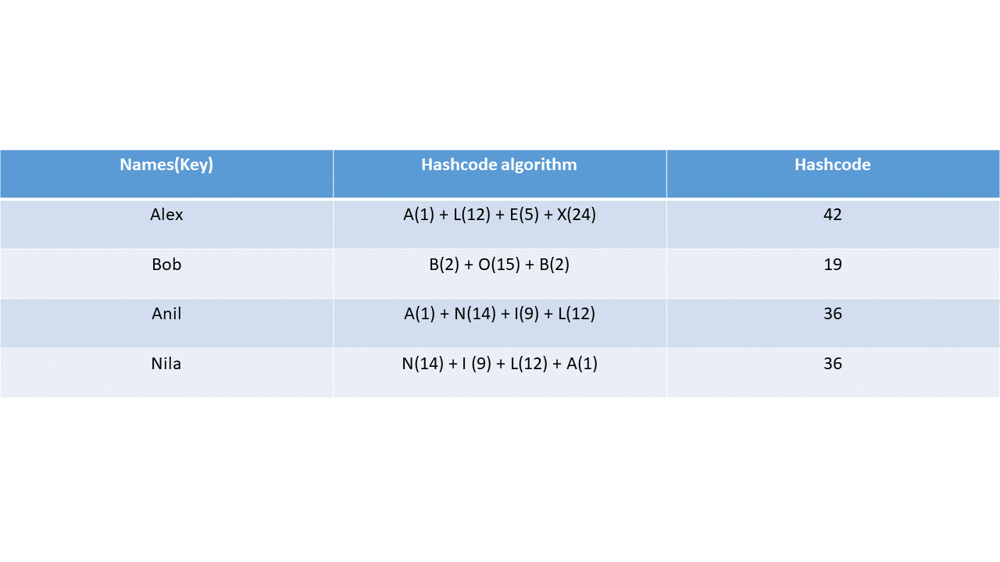 Names(Key) Hashcode algorithm Hashcode
Alex A(1) + L(12) + E(5) + X(24) 42
Bob B(2) + O(15) + B(2) 19
Anil A(1) + N(14) + I(9) + L(12) 36
Nila N(14) + I (9) + L(12) + A(1) 36